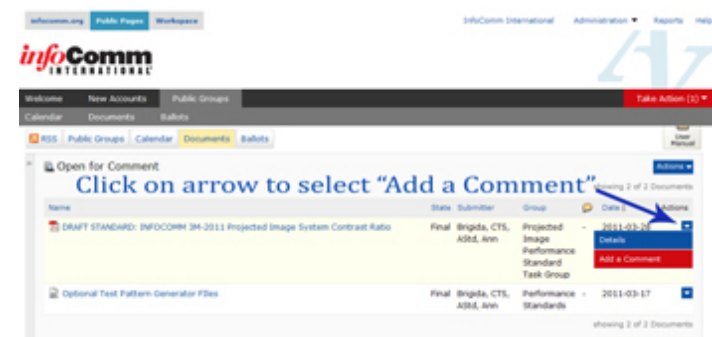 infocomm.org Public Pages Workspace InfoComm International Administration Reports Help
infoComm
INTERNATIONAL
Welcome New Accounts Public Groups Take Action (1)
Calendar Documents Ballots
RSS Public Groups Calendar Documents Ballots User Manual
Open for Comment Actions
Click on arrow to select “Add a Comment”
showing 2 of 2 Documents
Name State Submitter Group Date Actions
DRAFT STANDARD: INFOCOMM 3M-2011 Projected Image System Contrast Ratio Final Brigida, CTS, - 2011-03-28
AStd, Ann
Projected
Image
Performance
Standard
Task Group
Details
Add a Comment
Optional Test Pattern Generator Files Final Brigida, CTS, Performance - 2011-03-17
AStd, Ann Standards
showing 2 of 2 Documents